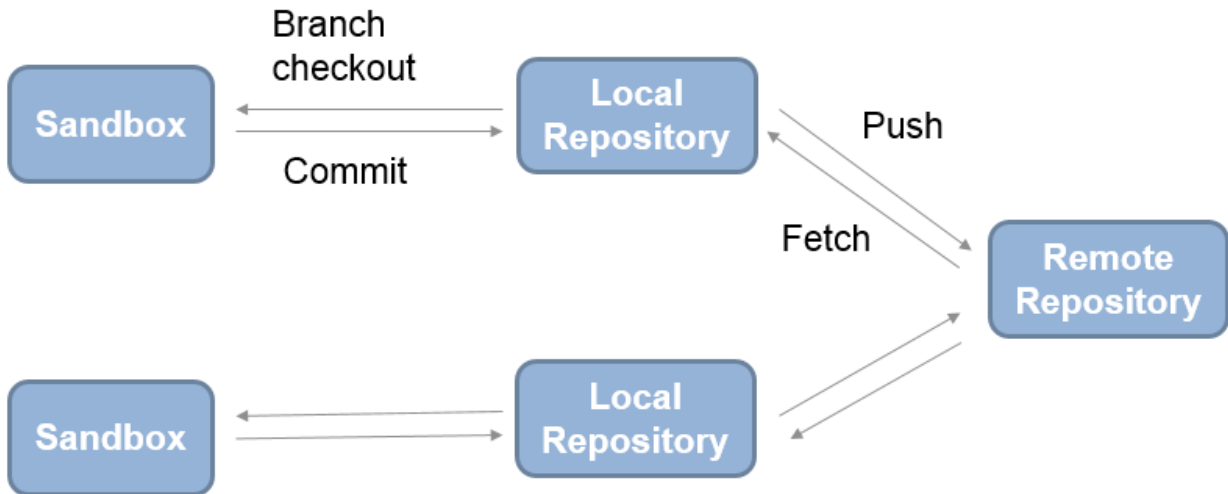 Branch
checkout
Sandbox
Local
Repository
Commit
Push
Fetch
Remote
Repository
Sandbox
Local
Repository